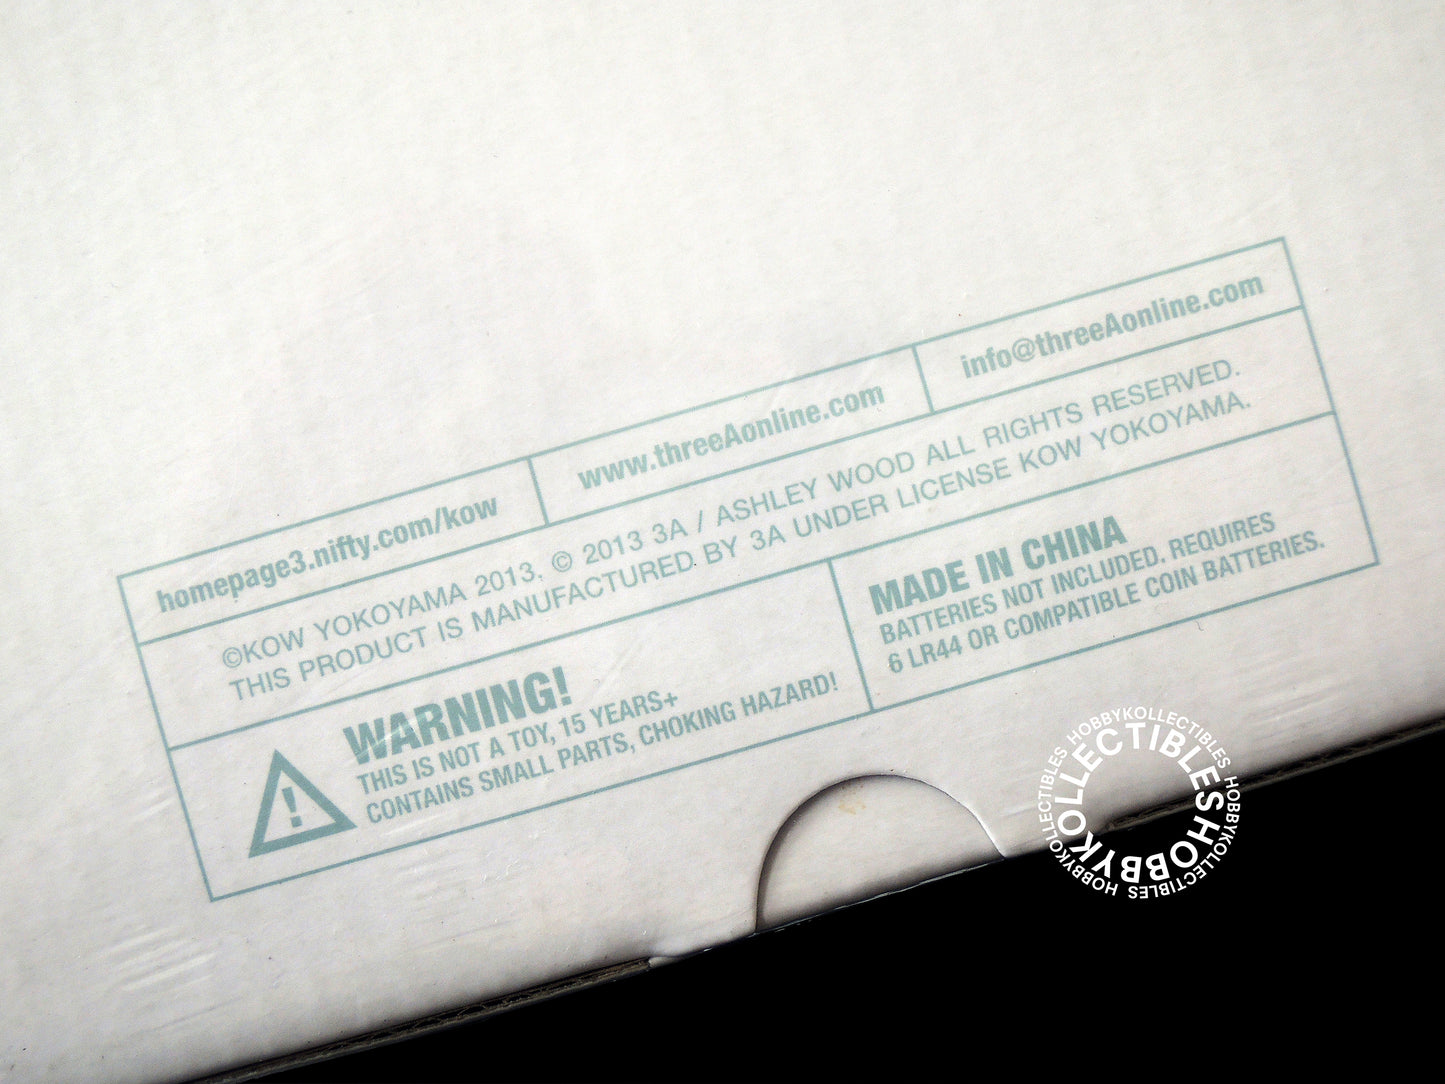 homepage3.nifty.com/kow
www.threeAonline.com
info@threeAonline.com
©KOW YOKOYAMA 2013, © 2013 3A / ASHLEY WOOD ALL RIGHTS RESERVED.
THIS PRODUCT IS MANUFACTURED BY 3A UNDER LICENSE KOW YOKOYAMA.
WARNING!
THIS IS NOT A TOY, 15 YEARS+
CONTAINS SMALL PARTS, CHOKING HAZARD!
MADE IN CHINA
BATTERIES NOT INCLUDED. REQUIRES
6 LR44 OR COMPATIBLE COIN BATTERIES.
HOBBYKOLLECTIBLES HOBBYKOLLECTIBLES HOBBYKOLLECTIBLES HOBBYKOLLECTIBLES
HOBBYKOLLECTIBLES